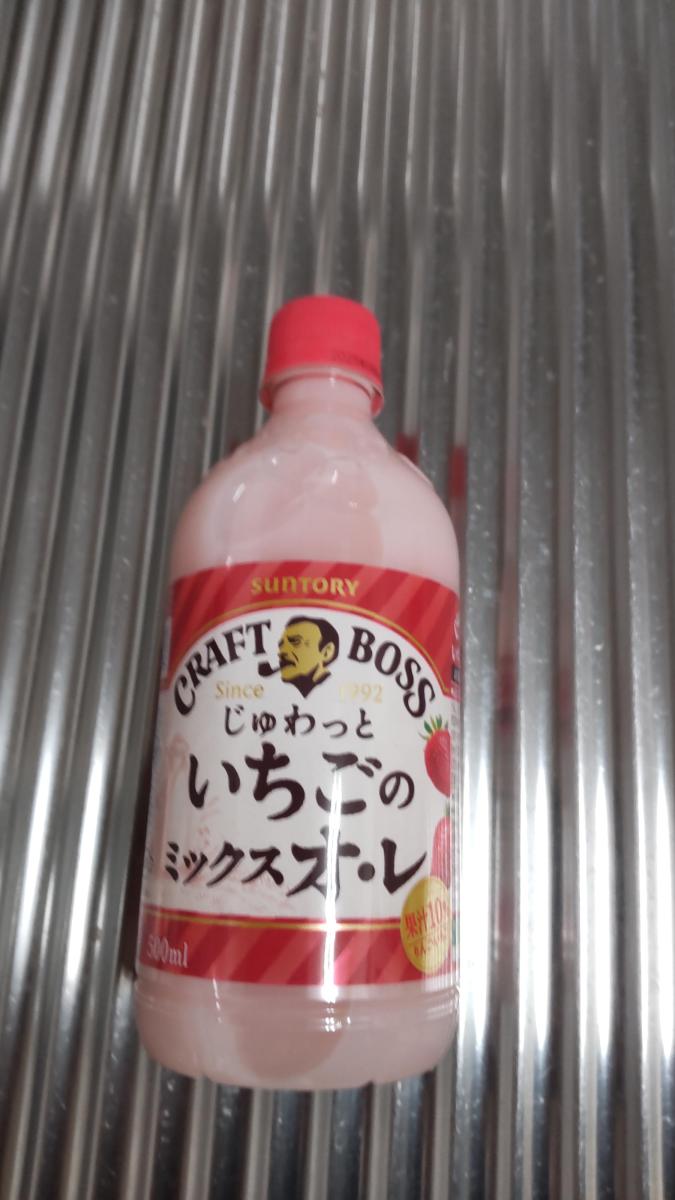 SUNTORY
CRAFT BOSS
Since 1992
じゅわっと
いちごの
ミックスオ・レ
果汁10%
500ml